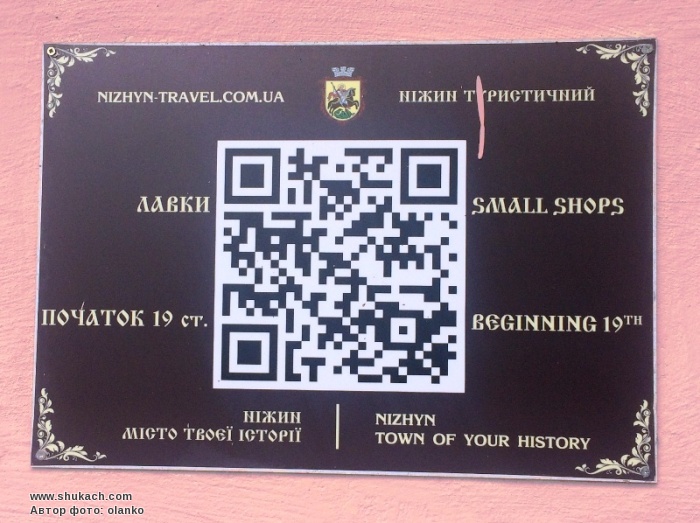 NIZHYN-TRAVEL.COM.UA
НІЖИН ТУРИСТИЧНИЙ
ЛАВКИ
SMALL SHOPS
ПОЧАТОК 19 ст.
BEGINNING 19TH
НІЖИН
МІСТО ТВОЄЇ ІСТОРІЇ
NIZHYN
TOWN OF YOUR HISTORY
www.shukach.com
Автор фото: olanko